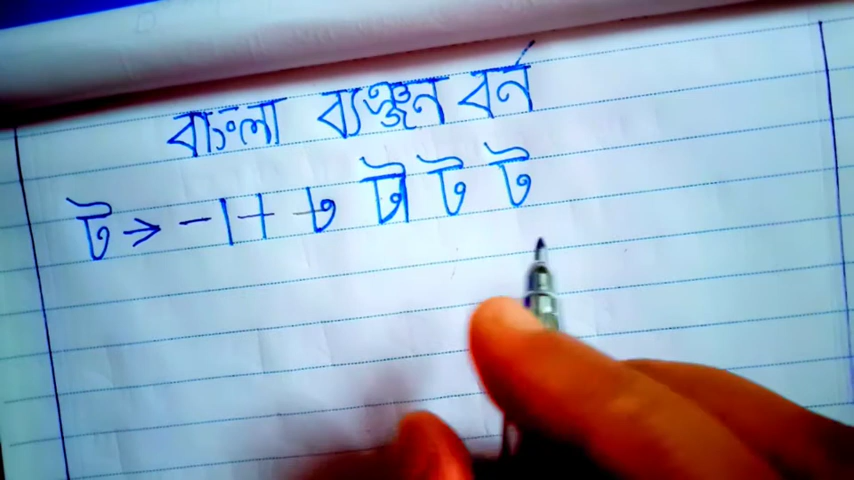 বাংলা ব্যঞ্জন বর্ন
ট → - | + ট ট ট